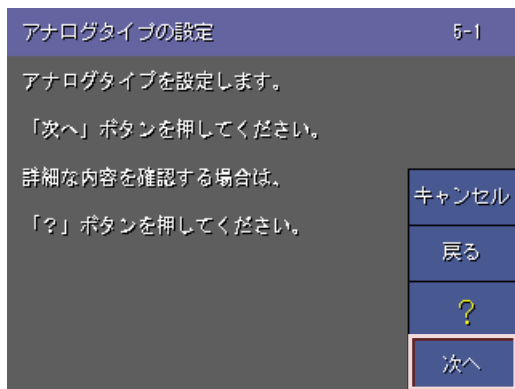 アナログタイプの設定 5-1
アナログタイプを設定します。
「次へ」ボタンを押してください。
詳細な内容を確認する場合は、
「?」ボタンを押してください。
キャンセル
戻る
?
次へ